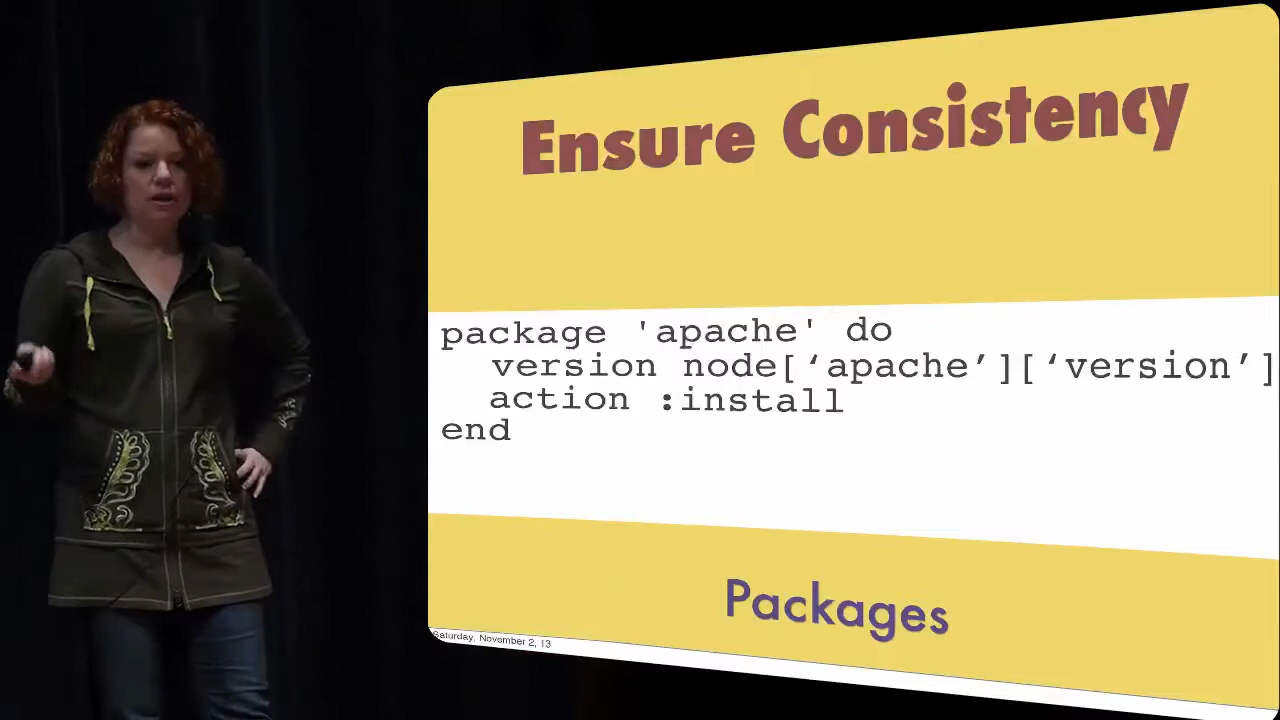 Ensure Consistency
package 'apache' do
version node[‘apache’][‘version’]
action :install
end
Packages
Saturday, November 2, 13